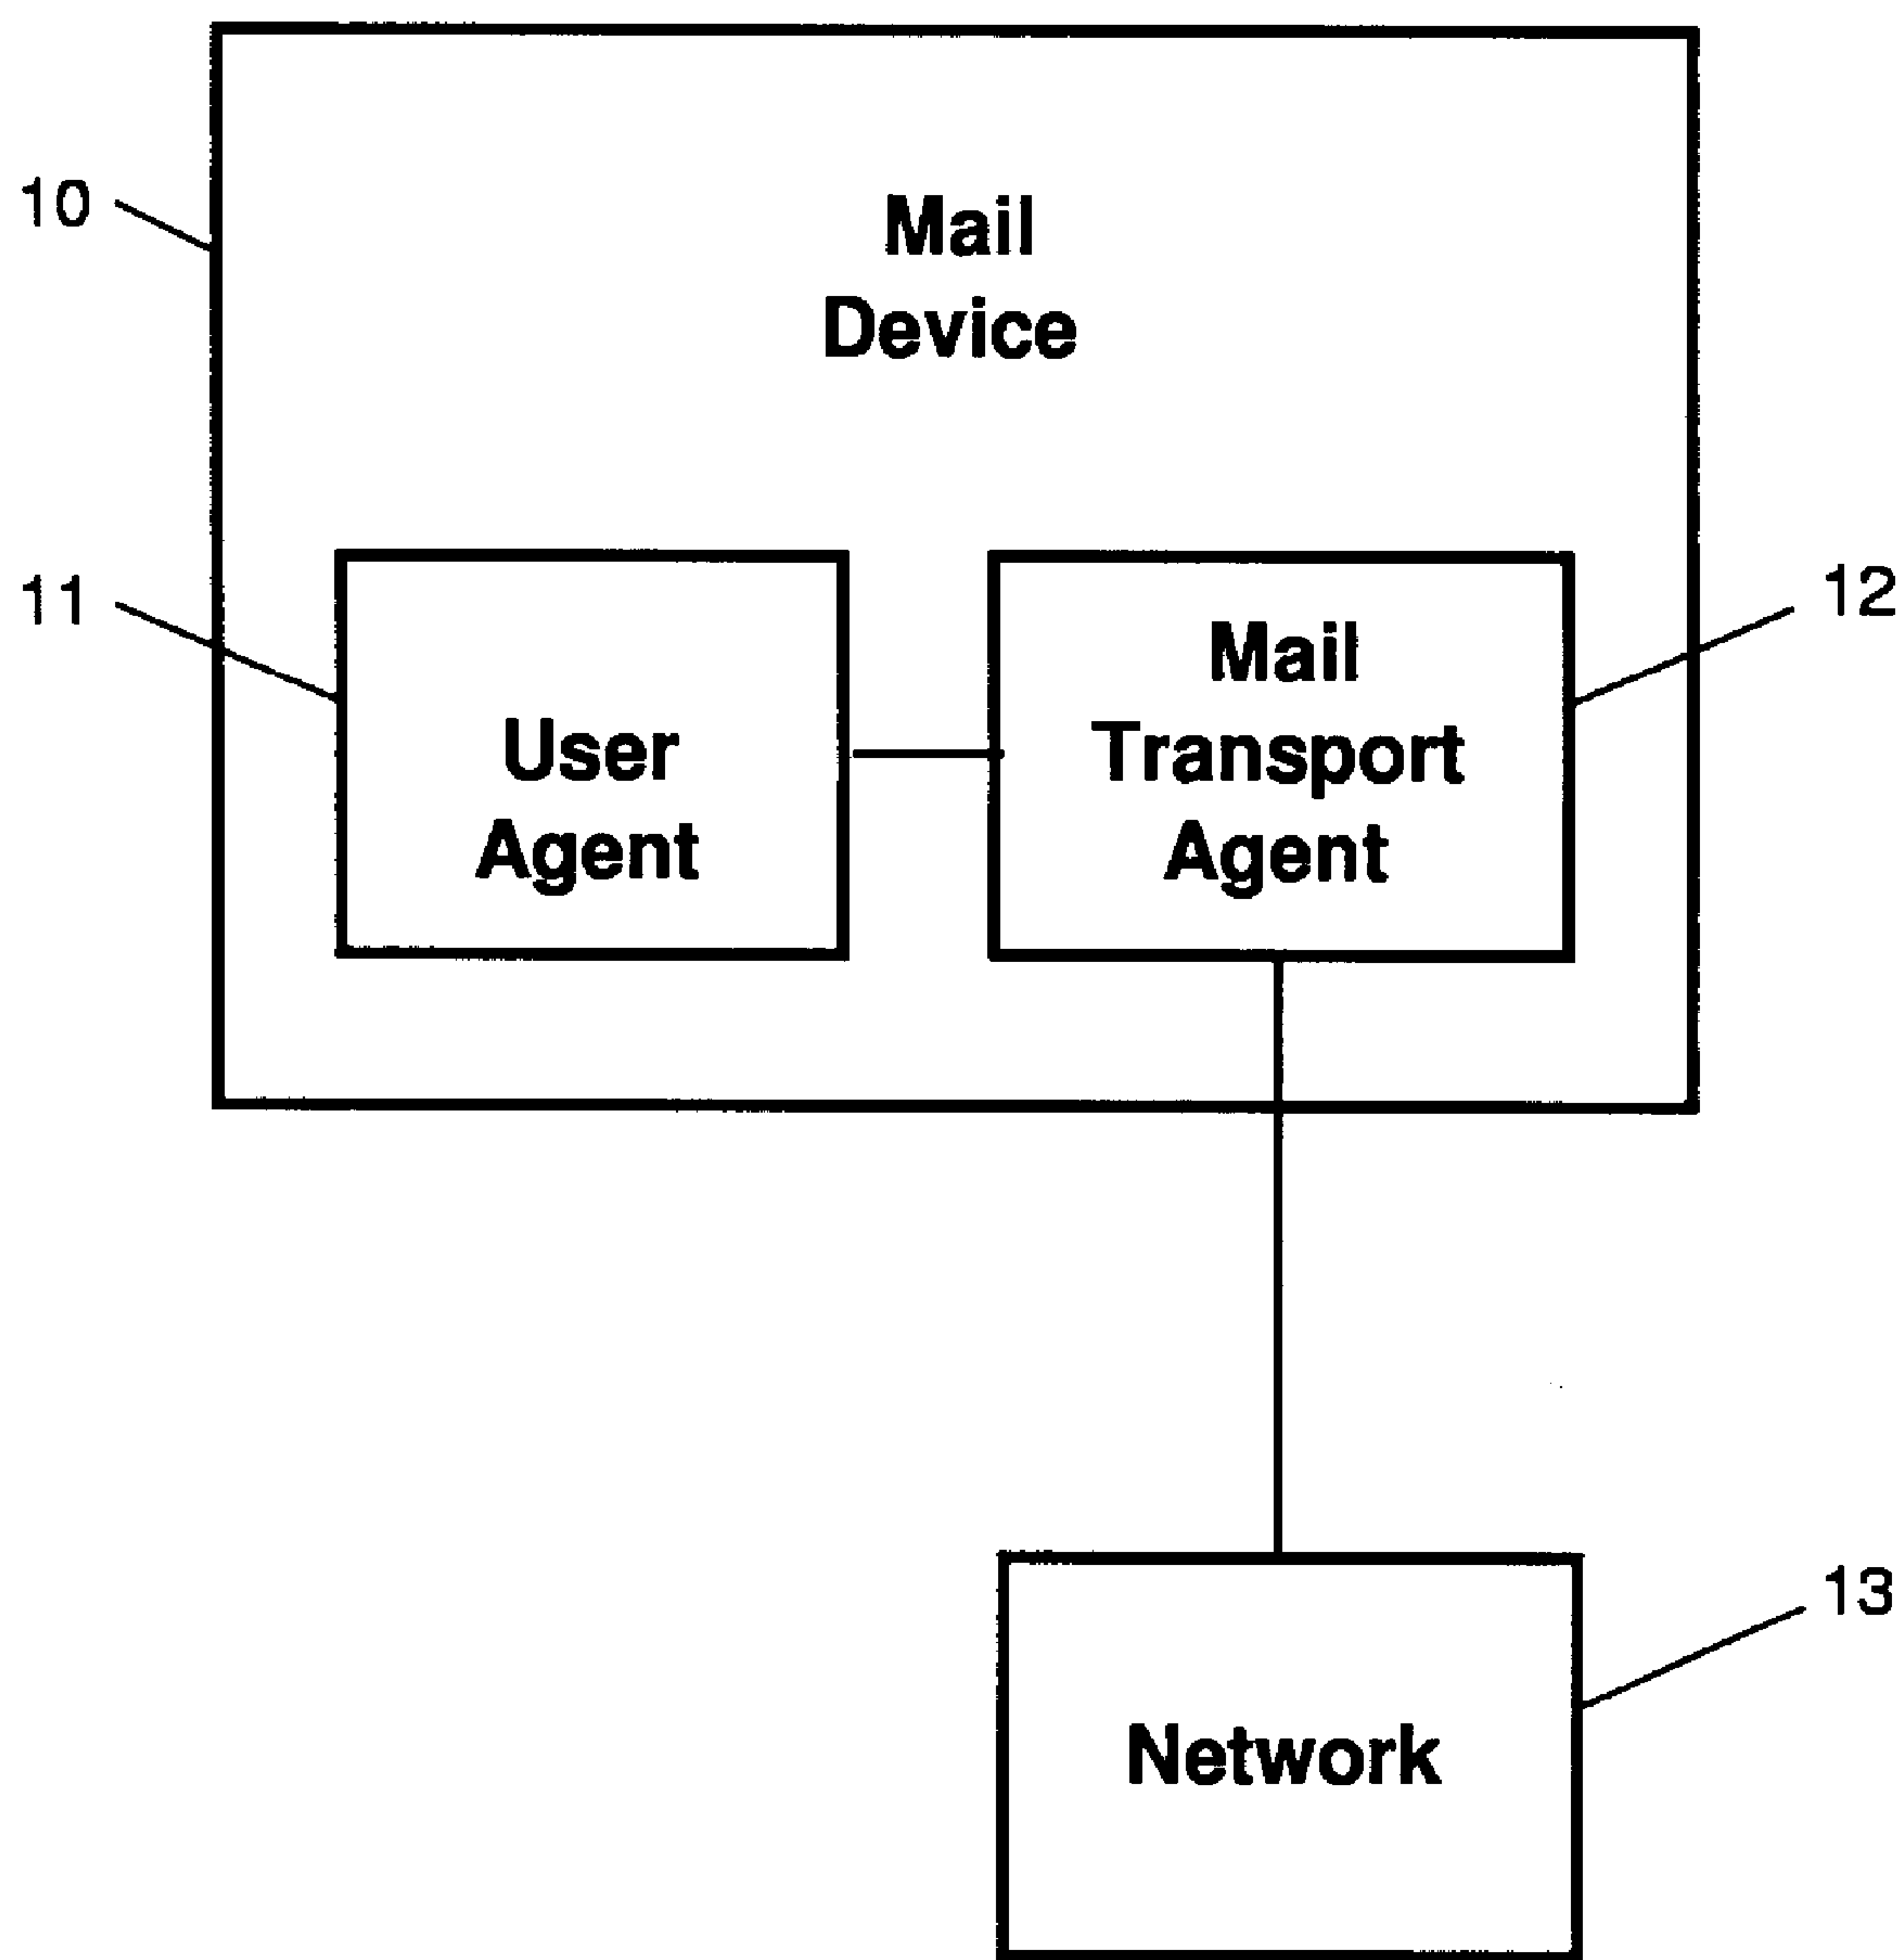 10
Mail
Device
11
12
User
Agent
Mail
Transport
Agent
13
Network